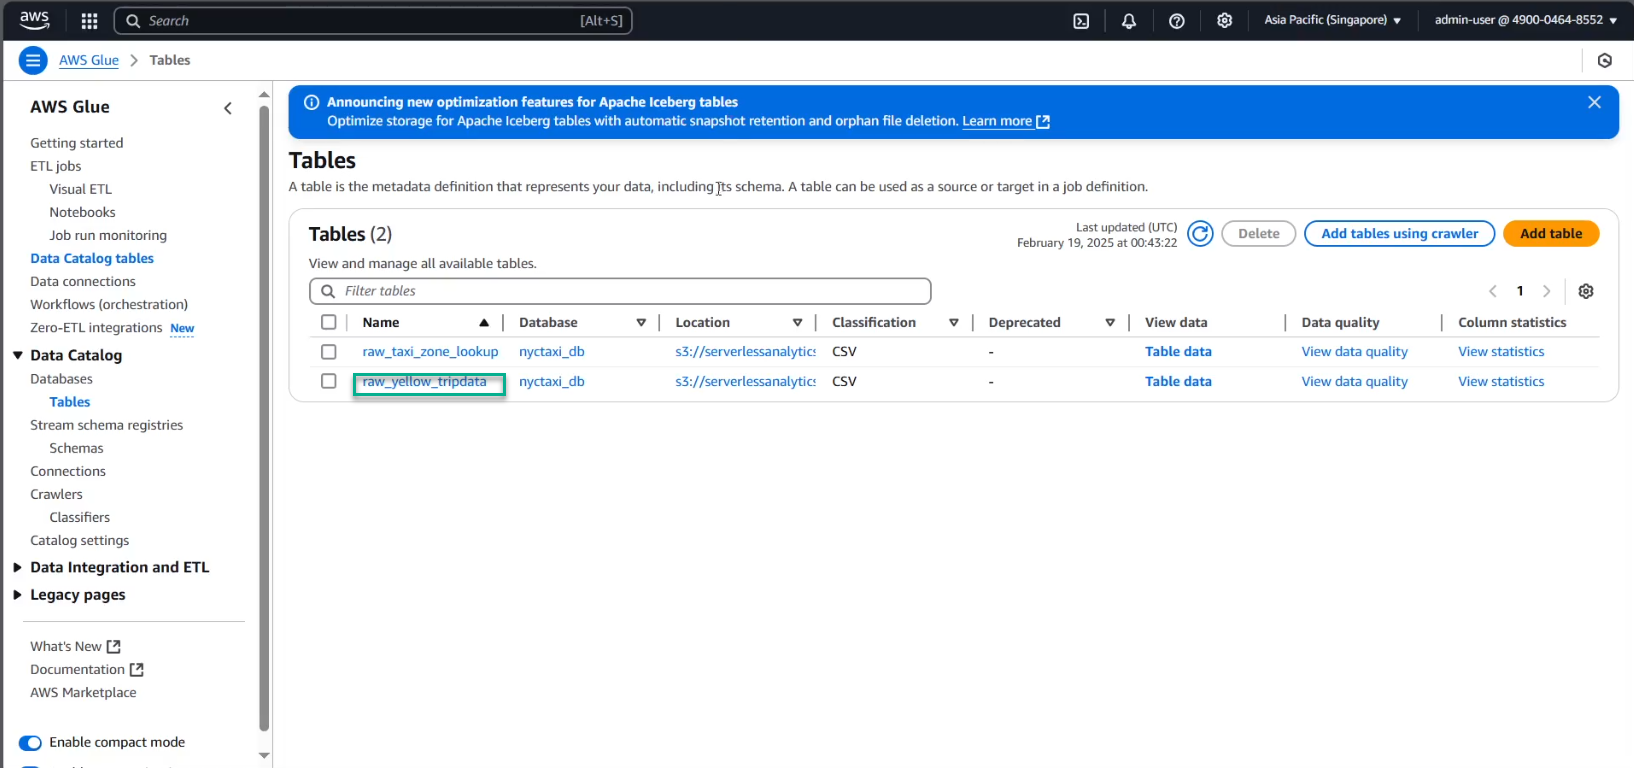 aws
Search [Alt+S]
Asia Pacific (Singapore)
admin-user @ 4900-0464-8552
AWS Glue
Tables
AWS Glue
Getting started
ETL jobs
Visual ETL
Notebooks
Job run monitoring
Data Catalog tables
Data connections
Workflows (orchestration)
Zero-ETL integrations New
Data Catalog
Databases
Tables
Stream schema registries
Schemas
Connections
Crawlers
Classifiers
Catalog settings
Data Integration and ETL
Legacy pages
What's New
Documentation
AWS Marketplace
Enable compact mode
Announcing new optimization features for Apache Iceberg tables
Optimize storage for Apache Iceberg tables with automatic snapshot retention and orphan file deletion. Learn more
Tables
A table is the metadata definition that represents your data, including its schema. A table can be used as a source or target in a job definition.
Tables (2)
Last updated (UTC)
February 19, 2025 at 00:43:22
Delete
Add tables using crawler
Add table
View and manage all available tables.
Filter tables
1
Name Database Location Classification Deprecated View data Data quality Column statistics
raw_taxi_zone_lookup nyctaxi_db s3://serverlessanalytics CSV - Table data View data quality View statistics
raw_yellow_tripdata nyctaxi_db s3://serverlessanalytics CSV - Table data View data quality View statistics